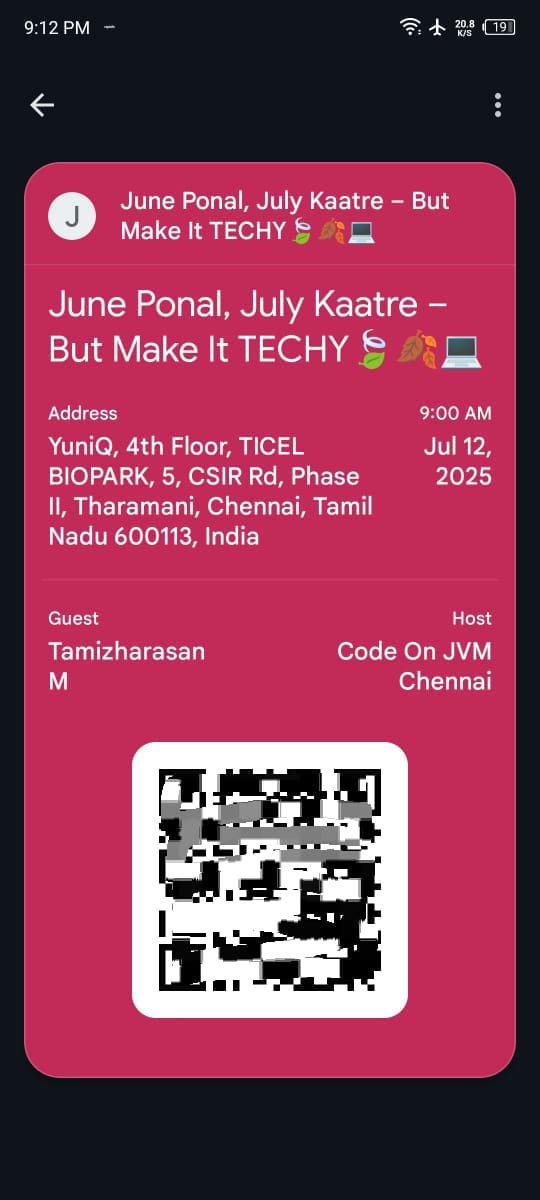 9:12 PM
20.8
K/S
19
J
June Ponal, July Kaatre – But
Make It TECHY🍃🍂💻
June Ponal, July Kaatre –
But Make It TECHY🍃🍂💻
Address
9:00 AM
YuniQ, 4th Floor, TICEL
BIOPARK, 5, CSIR Rd, Phase
II, Tharamani, Chennai, Tamil
Nadu 600113, India
Jul 12,
2025
Guest
Host
Tamizharasan
M
Code On JVM
Chennai